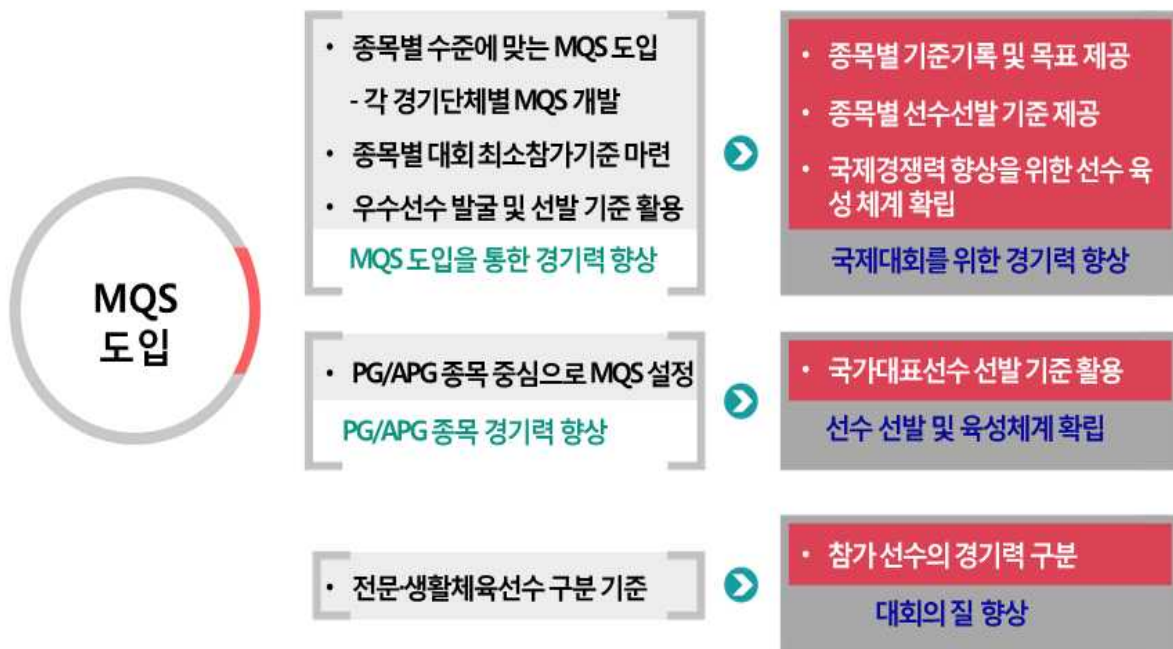 MQS
도입
• 종목별 수준에 맞는 MQS 도입
- 각 경기단체별 MQS 개발
• 종목별 대회 최소참가기준 마련
• 우수선수 발굴 및 선발 기준 활용
MQS 도입을 통한 경기력 향상
• 종목별 기준기록 및 목표 제공
• 종목별 선수선발 기준 제공
• 국제경쟁력 향상을 위한 선수 육
성 체계 확립
국제대회를 위한 경기력 향상
• PG/APG 종목 중심으로 MQS 설정
PG/APG 종목 경기력 향상
• 국가대표선수 선발 기준 활용
선수 선발 및 육성체계 확립
• 전문·생활체육선수 구분 기준
• 참가 선수의 경기력 구분
대회의 질 향상